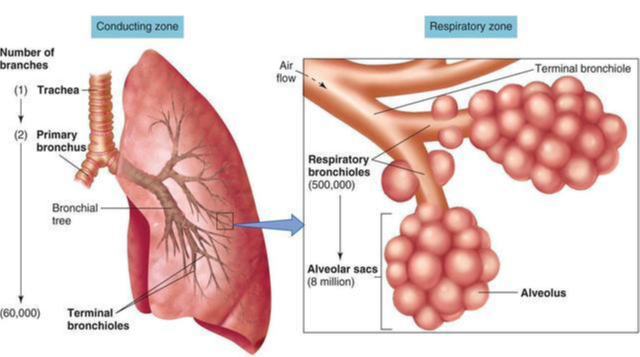 Conducting zone
Respiratory zone
Number of
branches
(1) Trachea
(2) Primary
bronchus
Bronchial
tree
(60,000)
Terminal
bronchioles
Air
flow
Terminal bronchiole
Respiratory
bronchioles
(500,000)
Alveolar sacs
(8 million)
Alveolus